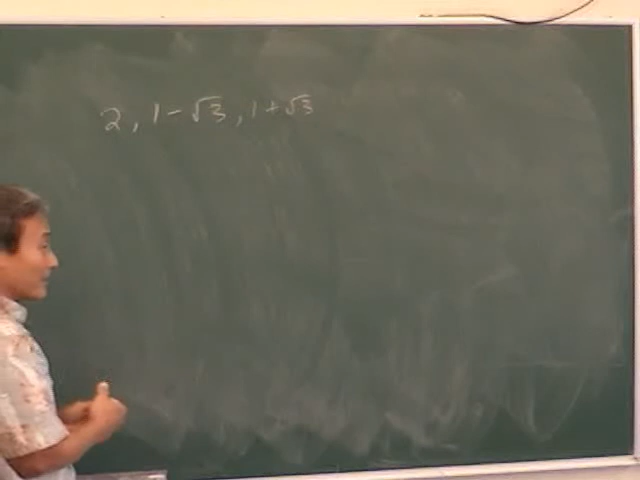 2, 1 - √3, 1 + √3